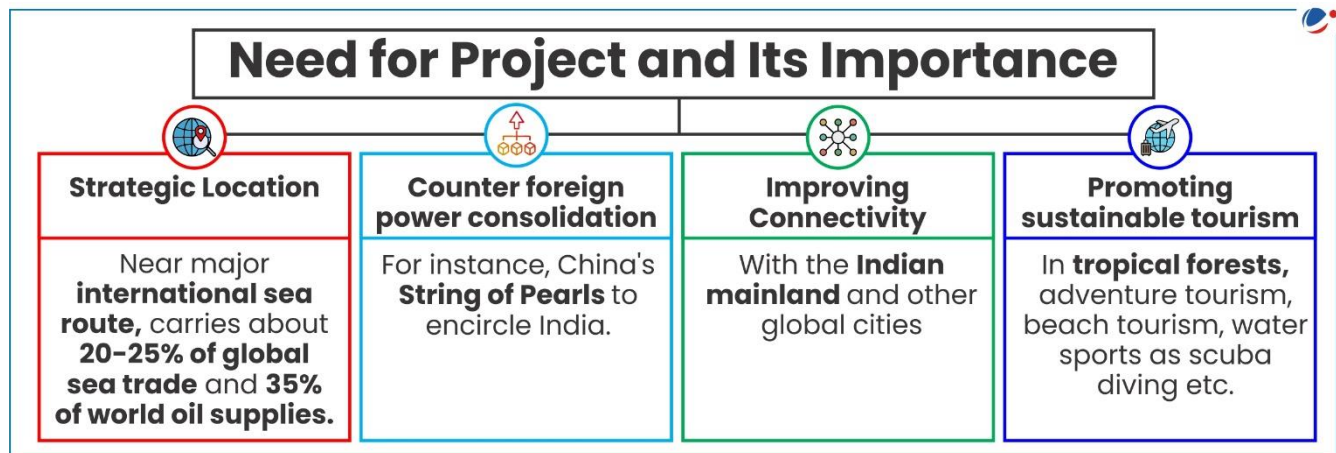 Need for Project and Its Importance
Strategic Location
Near major
international sea
route, carries about
20-25% of global
sea trade and 35%
of world oil supplies.
Counter foreign
power consolidation
For instance, China's
String of Pearls to
encircle India.
Improving
Connectivity
With the Indian
mainland and other
global cities
Promoting
sustainable tourism
In tropical forests,
adventure tourism,
beach tourism, water
sports as scuba
diving etc.